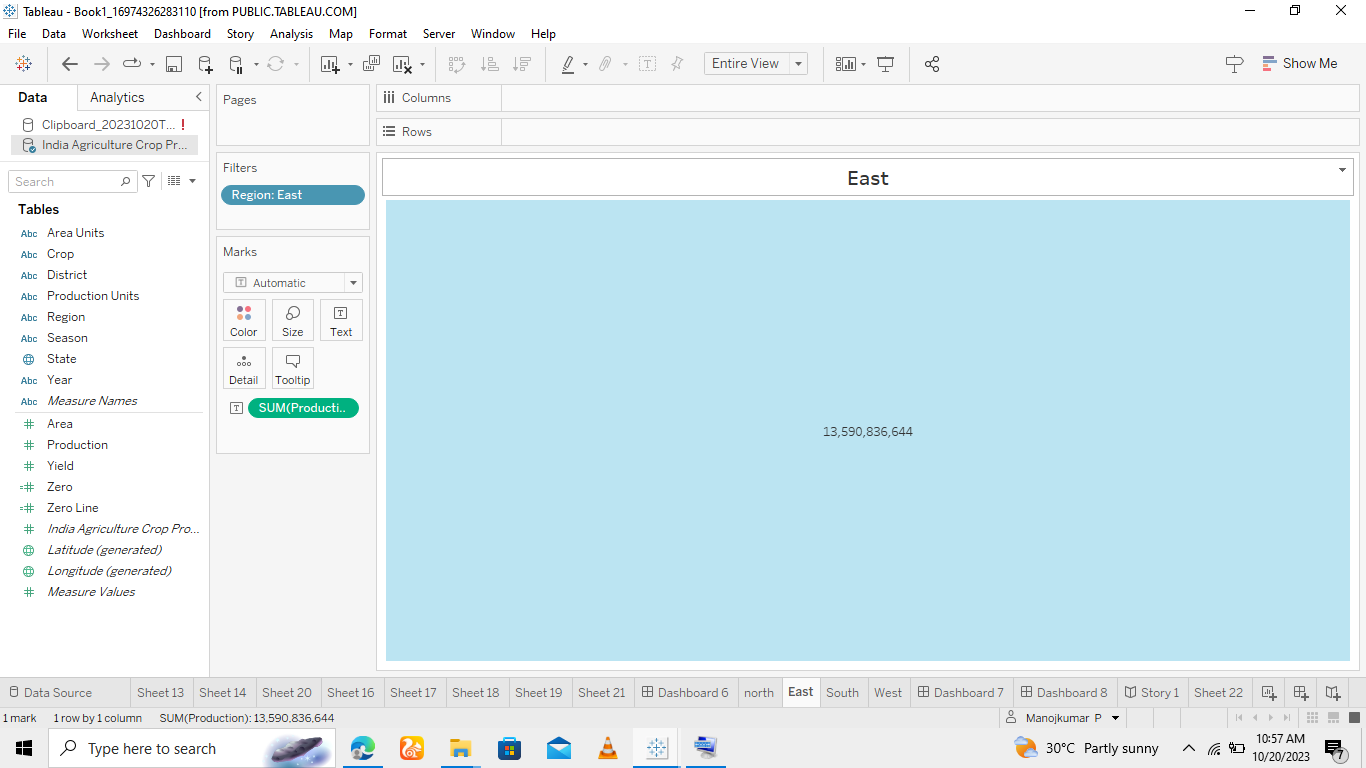 Tableau - Book1_16974326283110 [from PUBLIC.TABLEAU.COM]
File Data Worksheet Dashboard Story Analysis Map Format Server Window Help
Entire View
Show Me
Data Analytics
Clipboard_20231020T... !
India Agriculture Crop Pr...
Search
Tables
Abc Area Units
Abc Crop
Abc District
Abc Production Units
Abc Region
Abc Season
State
Abc Year
Abc Measure Names
# Area
# Production
# Yield
=# Zero
=# Zero Line
# India Agriculture Crop Pro...
Latitude (generated)
Longitude (generated)
# Measure Values
Pages
Filters
Region: East
Marks
T Automatic
Color Size T Text
Detail Tooltip
T SUM(Producti..
Columns
Rows
East
13,590,836,644
Data Source Sheet 13 Sheet 14 Sheet 20 Sheet 16 Sheet 17 Sheet 18 Sheet 19 Sheet 21 Dashboard 6 north East South West Dashboard 7 Dashboard 8 Story 1 Sheet 22
1 mark 1 row by 1 column SUM(Production): 13,590,836,644 Manojkumar P
Type here to search
30°C Partly sunny
10:57 AM
10/20/2023
7